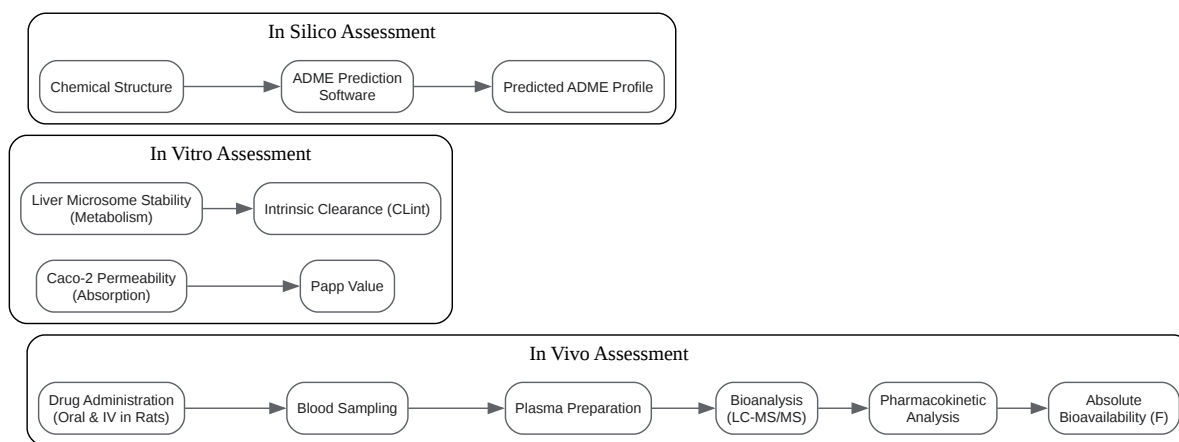 In Silico Assessment
Chemical Structure
ADME Prediction
Software
Predicted ADME Profile
In Vitro Assessment
Liver Microsome Stability
(Metabolism)
Intrinsic Clearance (CLint)
Caco-2 Permeability
(Absorption)
Papp Value
In Vivo Assessment
Drug Administration
(Oral & IV in Rats)
Blood Sampling
Plasma Preparation
Bioanalysis
(LC-MS/MS)
Pharmacokinetic
Analysis
Absolute
Bioavailability (F)